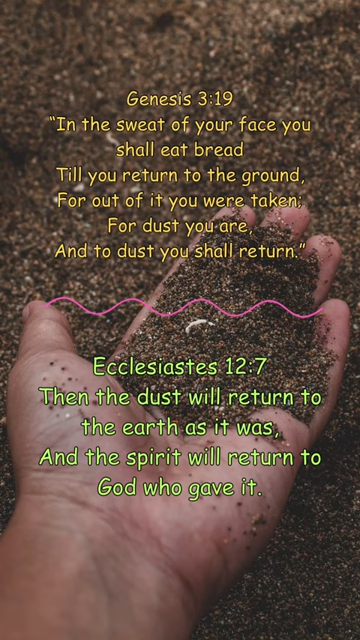 Genesis 3:19
“In the sweat of your face you
shall eat bread
Till you return to the ground,
For out of it you were taken;
For dust you are,
And to dust you shall return.”
Ecclesiastes 12:7
Then the dust will return to
the earth as it was,
And the spirit will return to
God who gave it.